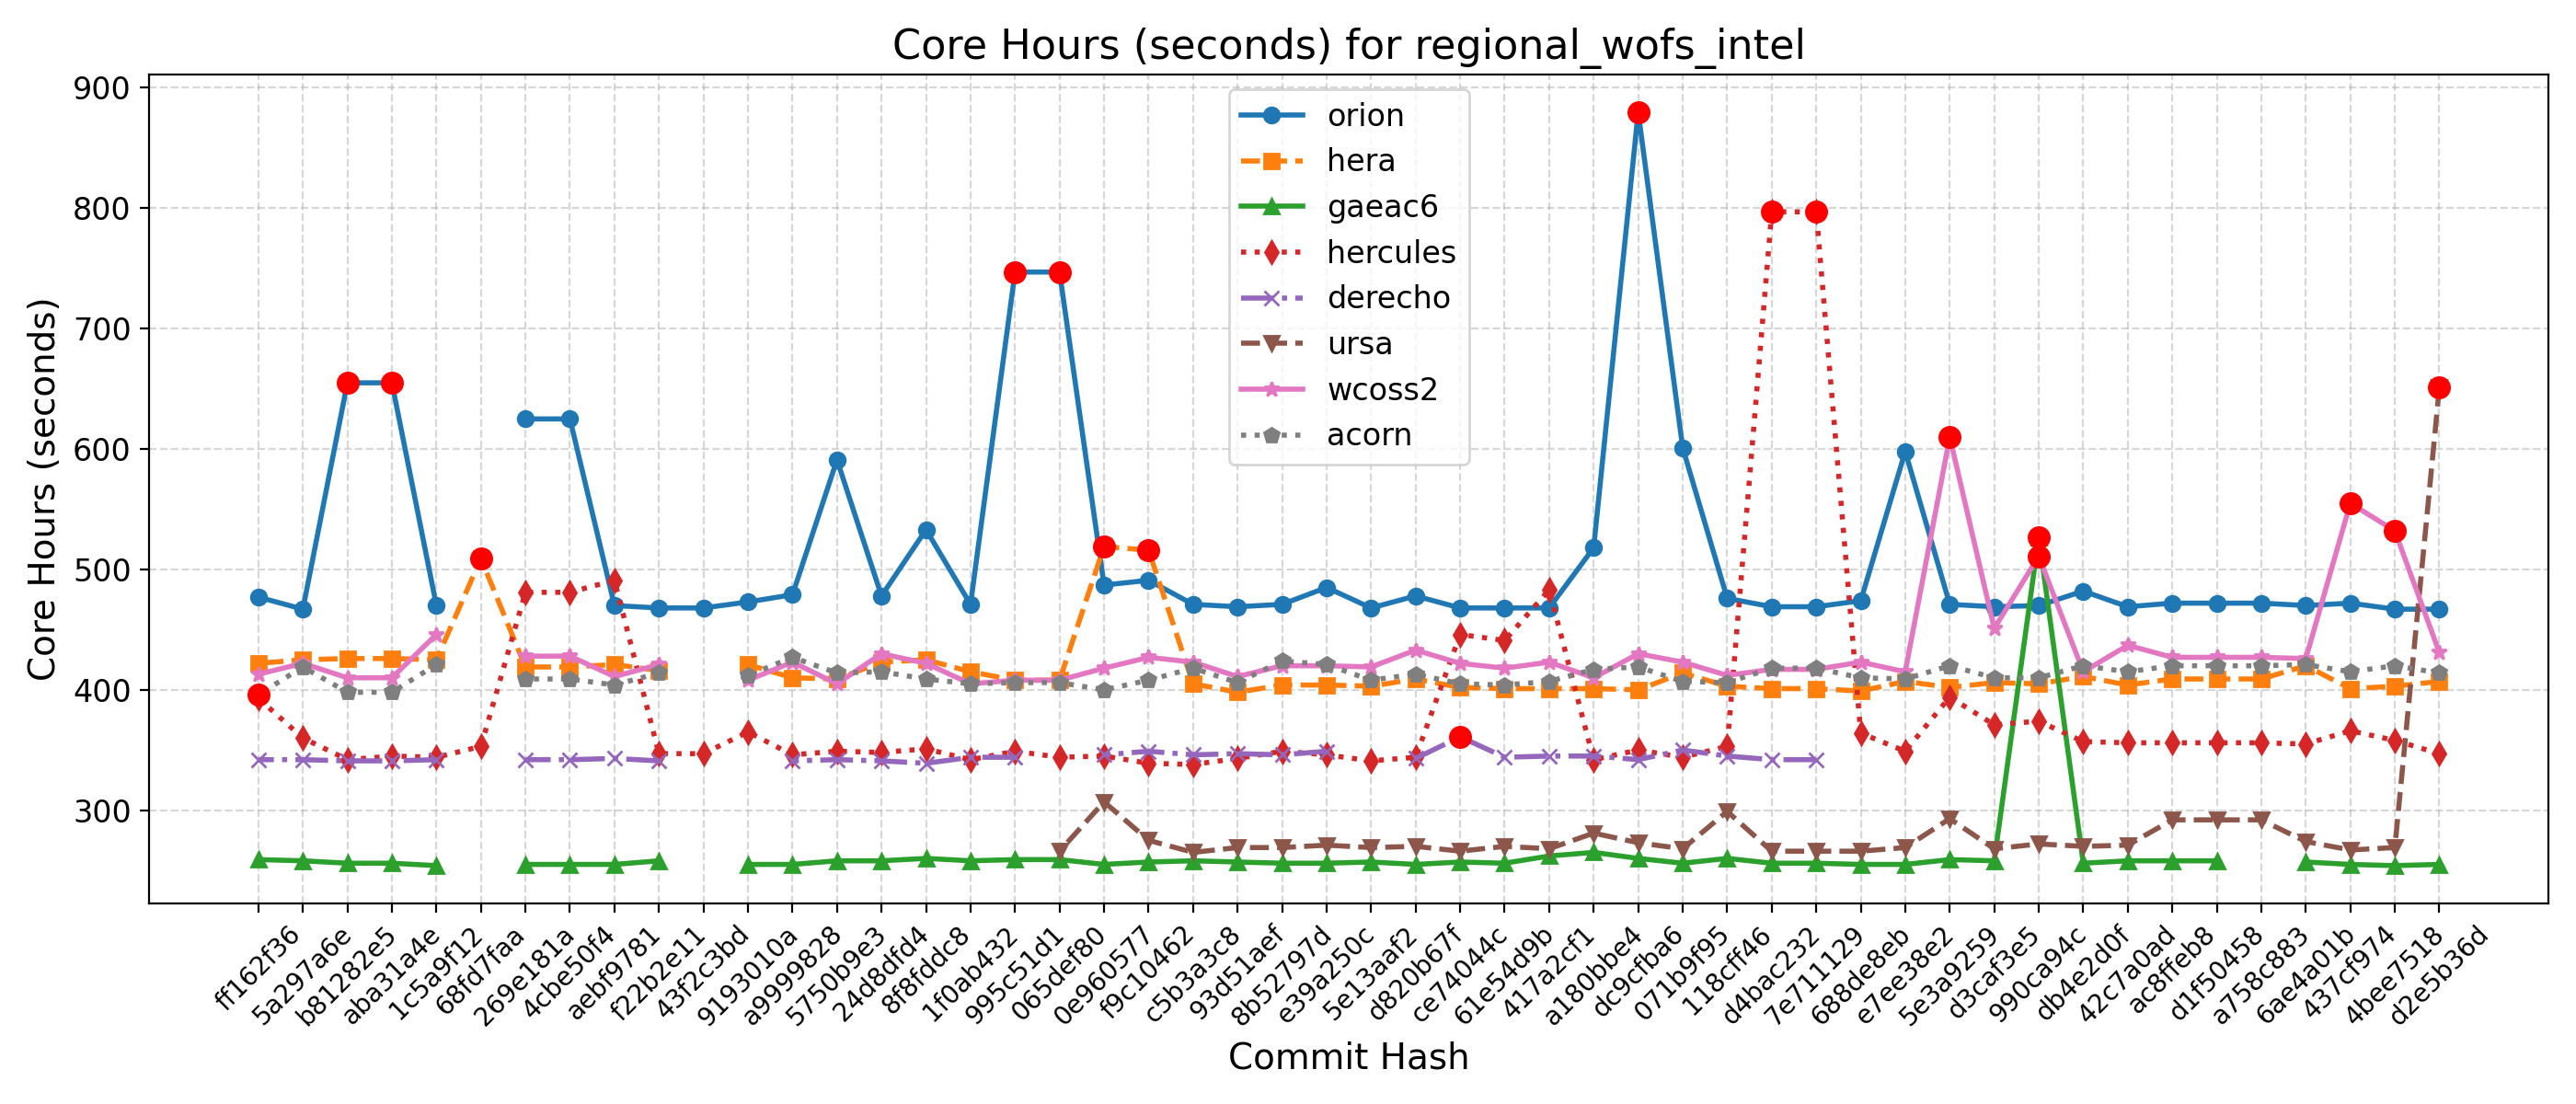 Core Hours (seconds) for regional_wofs_intel
Core Hours (seconds)
900
800
700
600
500
400
300
orion
hera
gaeac6
hercules
derecho
ursa
wcoss2
acorn
ff162f36
5a297a6e
b81282e5
aba31a4e
1c5a9f12
68fd7faa
269e181a
4cbe50f4
aebf9781
f22b2e11
43f2c3bd
9193010a
a9999828
5750b9e3
24d8dfd4
8f8fddc8
1f0ab432
995c51d1
065def80
0e960577
f9c10462
c5b3a3c8
93d51aef
8b52797d
e39a250c
5e13aaf2
d820b67f
ce74044c
61e54d9b
417a2cf1
a180bbe4
dc9cfba6
071b9f95
118cff46
d4bac232
7e711129
688de8eb
e7ee38e2
5e3a9259
d3caf3e5
990ca94c
db4e2d0f
42c7a0ad
ac8ffeb8
d1f50458
a758c883
6ae4a01b
437cf974
4bee7518
d2e5b36d
Commit Hash